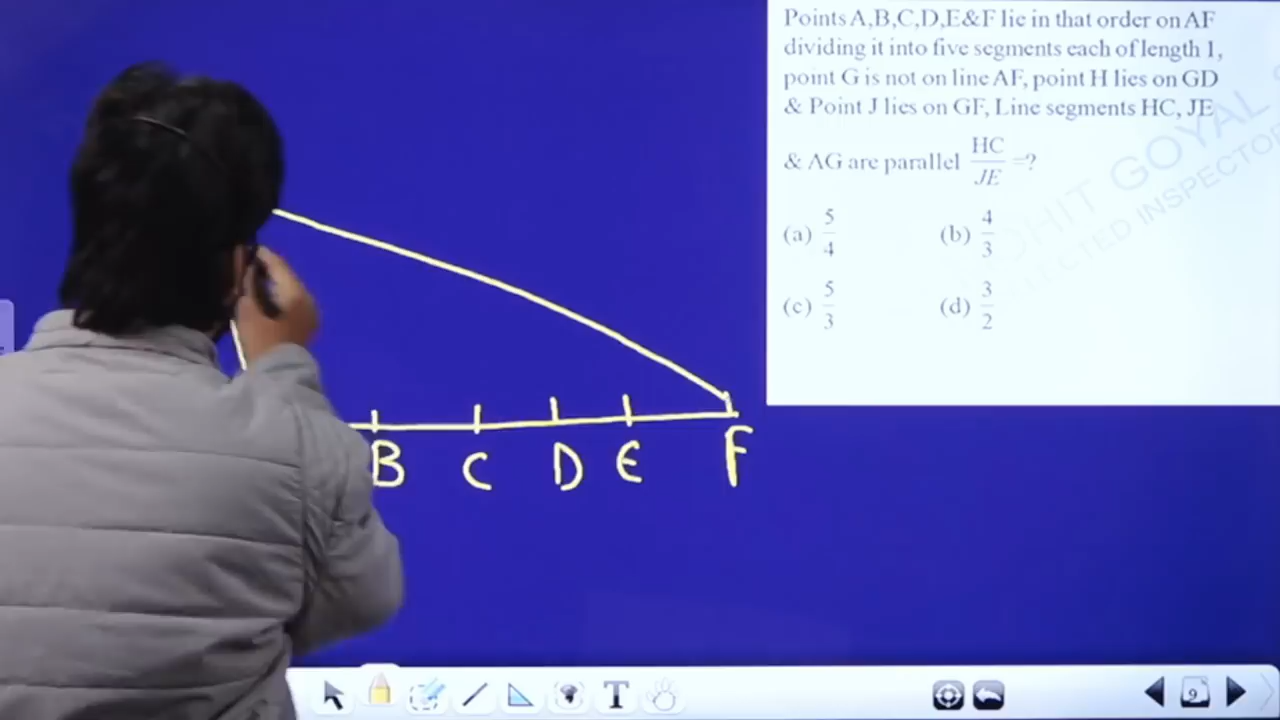 Points A,B,C,D,E&F lie in that order on AF
dividing it into five segments each of length 1,
point G is not on line AF, point H lies on GD
& Point J lies on GF, Line segments HC, JE
& AG are parallel HC/JE =?
(a) 5/4 (b) 4/3
(c) 5/3 (d) 3/2
B C D E F
T
9